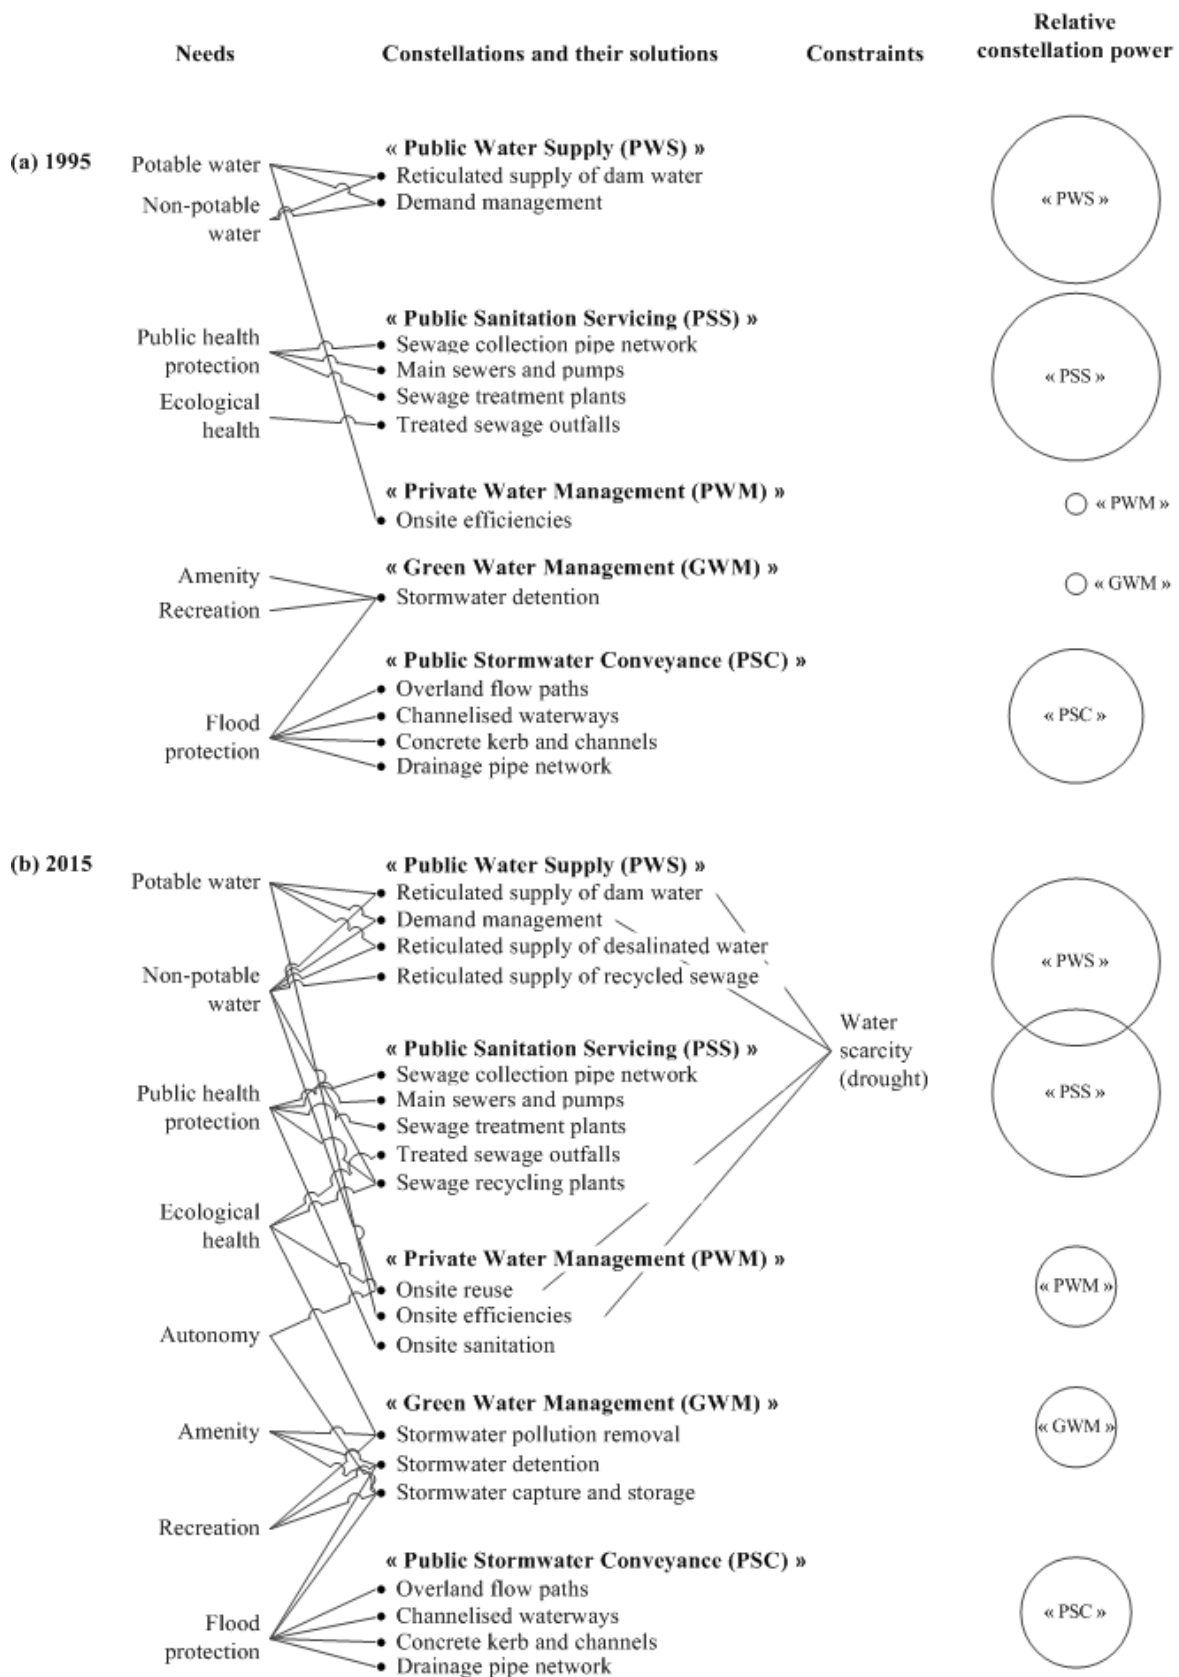 Needs
Constellations and their solutions
Constraints
Relative
constellation power
(a) 1995
Potable water
Non-potable
water
Public health
protection
Ecological
health
Amenity
Recreation
Flood
protection
« Public Water Supply (PWS) »
• Reticulated supply of dam water
• Demand management
« Public Sanitation Servicing (PSS) »
• Sewage collection pipe network
• Main sewers and pumps
• Sewage treatment plants
• Treated sewage outfalls
« Private Water Management (PWM) »
• Onsite efficiencies
« Green Water Management (GWM) »
• Stormwater detention
« Public Stormwater Conveyance (PSC) »
• Overland flow paths
• Channelised waterways
• Concrete kerb and channels
• Drainage pipe network
« PWS »
« PSS »
« PWM »
« GWM »
« PSC »
(b) 2015
Potable water
Non-potable
water
Public health
protection
Ecological
health
Autonomy
Amenity
Recreation
Flood
protection
« Public Water Supply (PWS) »
• Reticulated supply of dam water
• Demand management
• Reticulated supply of desalinated water
• Reticulated supply of recycled sewage
« Public Sanitation Servicing (PSS) »
• Sewage collection pipe network
• Main sewers and pumps
• Sewage treatment plants
• Treated sewage outfalls
• Sewage recycling plants
« Private Water Management (PWM) »
• Onsite reuse
• Onsite efficiencies
• Onsite sanitation
« Green Water Management (GWM) »
• Stormwater pollution removal
• Stormwater detention
• Stormwater capture and storage
« Public Stormwater Conveyance (PSC) »
• Overland flow paths
• Channelised waterways
• Concrete kerb and channels
• Drainage pipe network
Water
scarcity
(drought)
« PWS »
« PSS »
« PWM »
« GWM »
« PSC »